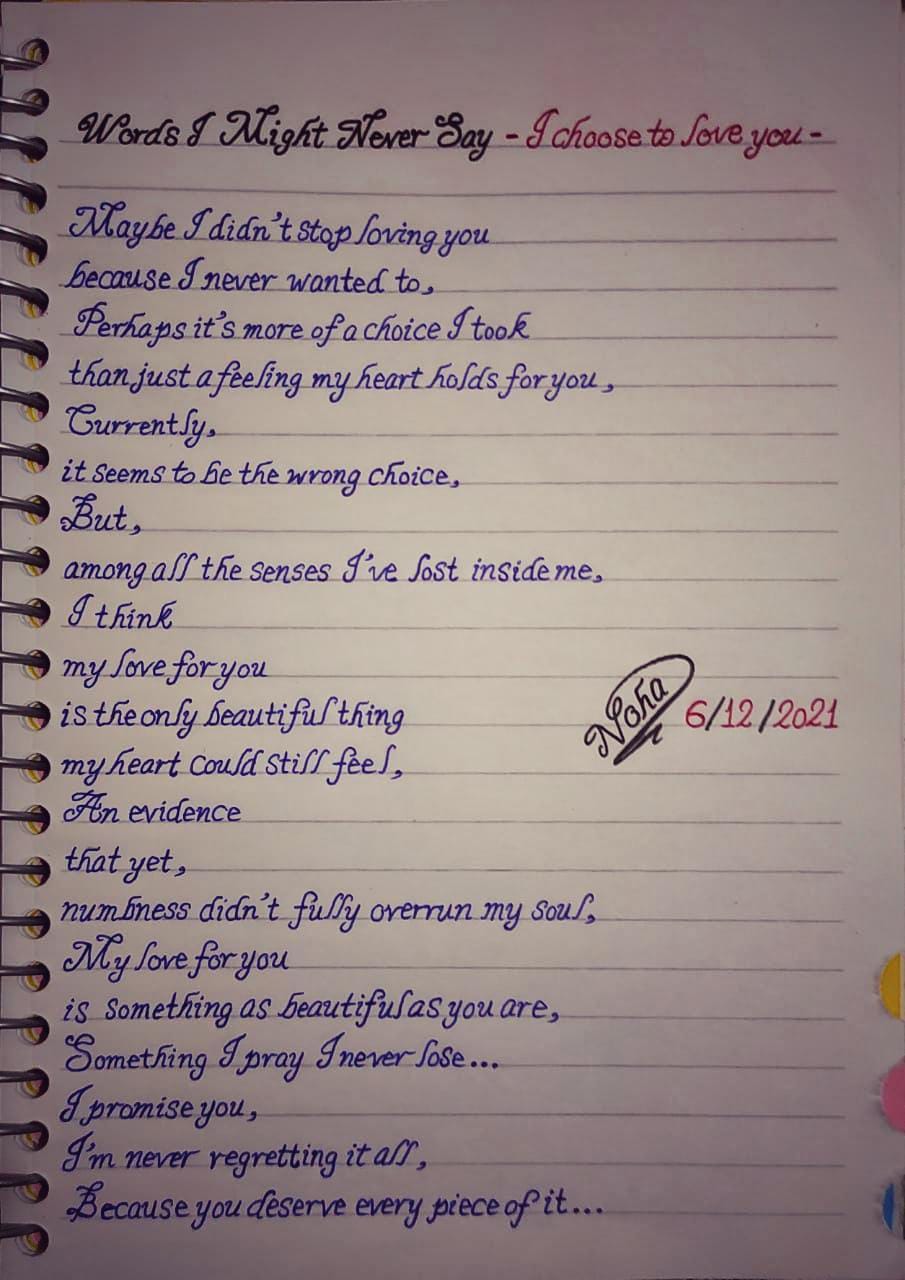 Words I Might Never Say - I choose to love you -
Maybe I didn't stop loving you
because I never wanted to,
Perhaps it's more of a choice I took
than just a feeling my heart holds for you,
Currently,
it seems to be the wrong choice,
But,
among all the senses I've lost inside me,
I think
my love for you
is the only beautiful thing
Noha 6/12/2021
my heart could still feel,
An evidence
that yet,
numbness didn't fully overrun my soul,
My love for you
is something as beautiful as you are,
Something I pray I never lose...
I promise you,
I'm never regretting it all,
Because you deserve every piece of it...